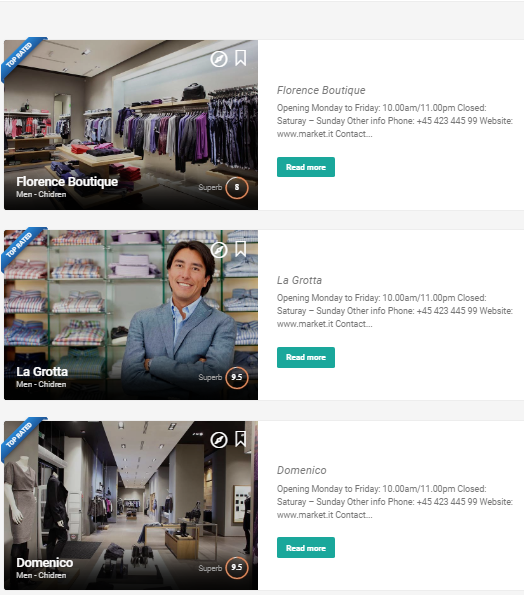 TOP RATED
Florence Boutique
Men - Chidren
Superb 8
Florence Boutique
Opening Monday to Friday: 10.00am/11.00pm Closed:
Saturay – Sunday Other info Phone: +45 423 445 99 Website:
www.market.it Contact...
Read more
TOP RATED
La Grotta
Men - Chidren
Superb 9.5
La Grotta
Opening Monday to Friday: 10.00am/11.00pm Closed:
Saturay – Sunday Other info Phone: +45 423 445 99 Website:
www.market.it Contact...
Read more
TOP RATED
Domenico
Men - Chidren
Superb 9.5
Domenico
Opening Monday to Friday: 10.00am/11.00pm Closed:
Saturay – Sunday Other info Phone: +45 423 445 99 Website:
www.market.it Contact...
Read more